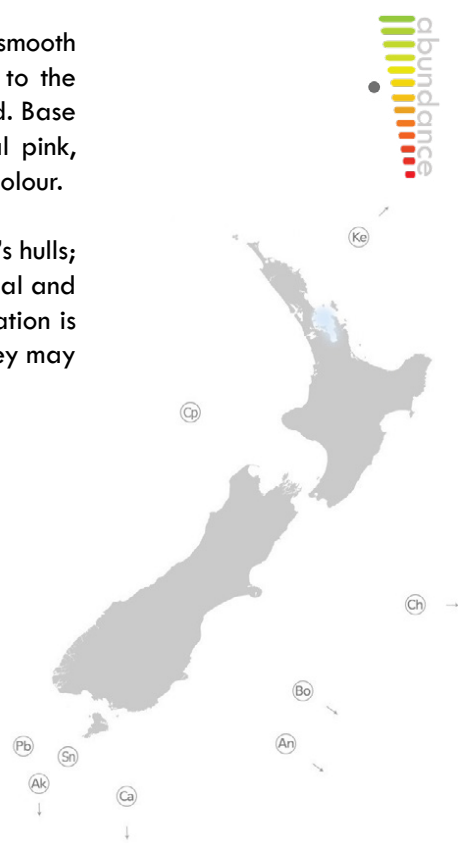 smooth
to the
d. Base
l pink,
olour.
's hulls;
al and
ation is
ey may
abundance
Ke
Cp
Ch
Bo
An
Pb
Sn
Ak
Ca